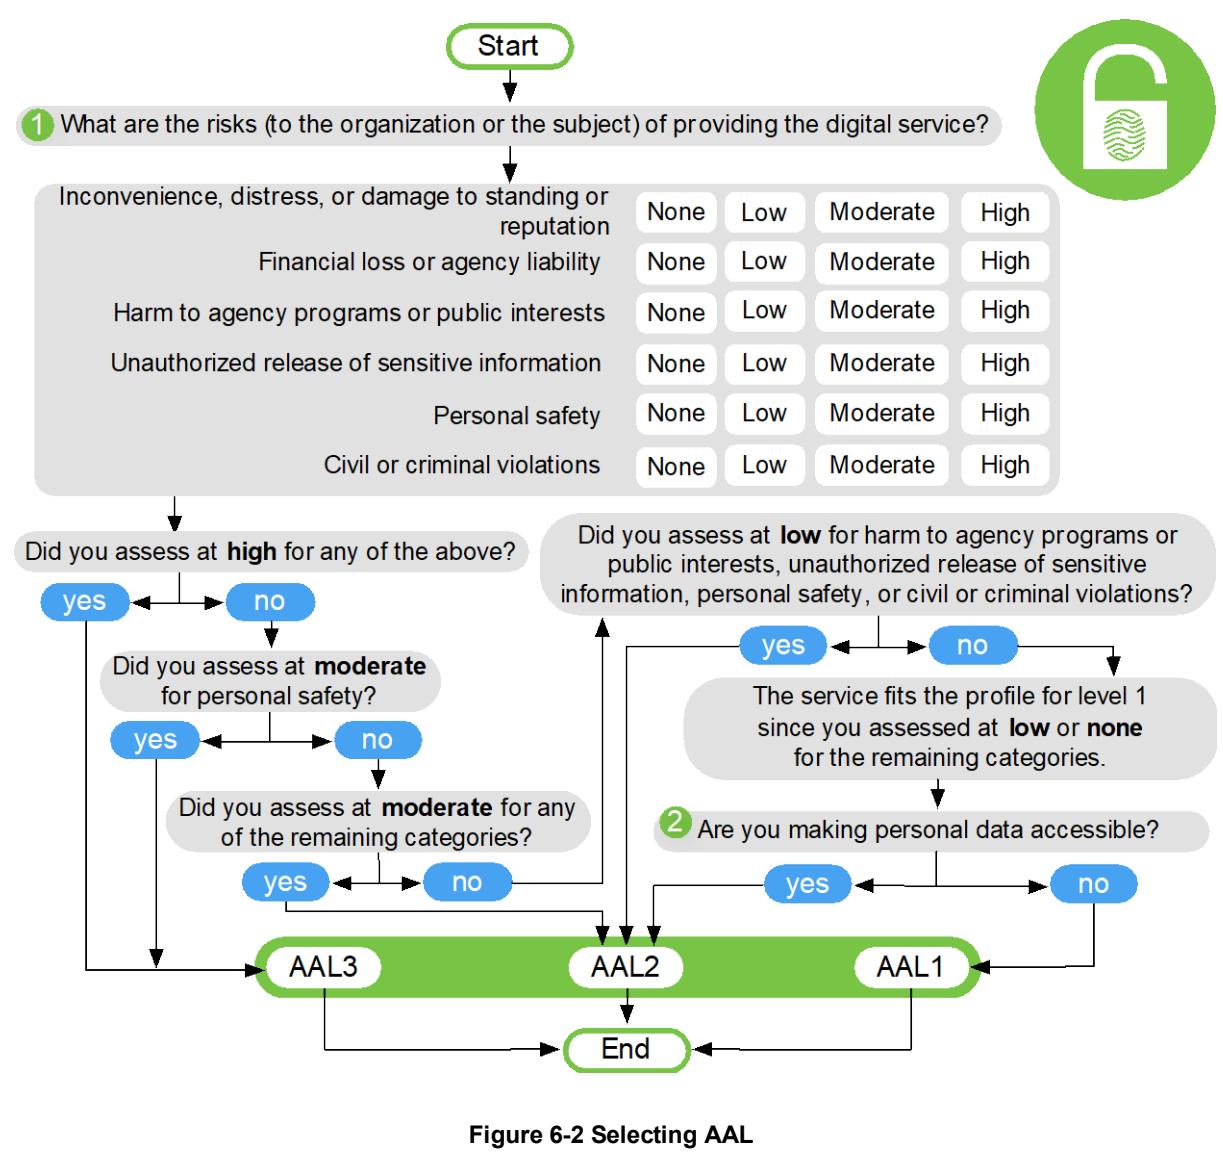 Start
1 What are the risks (to the organization or the subject) of providing the digital service?
Inconvenience, distress, or damage to standing or
reputation
None Low Moderate High
Financial loss or agency liability None Low Moderate High
Harm to agency programs or public interests None Low Moderate High
Unauthorized release of sensitive information None Low Moderate High
Personal safety None Low Moderate High
Civil or criminal violations None Low Moderate High
Did you assess at high for any of the above?
yes no
Did you assess at moderate
for personal safety?
yes no
Did you assess at moderate for any
of the remaining categories?
yes no
Did you assess at low for harm to agency programs or
public interests, unauthorized release of sensitive
information, personal safety, or civil or criminal violations?
yes no
The service fits the profile for level 1
since you assessed at low or none
for the remaining categories.
2 Are you making personal data accessible?
yes no
AAL3 AAL2 AAL1
End
Figure 6-2 Selecting AAL